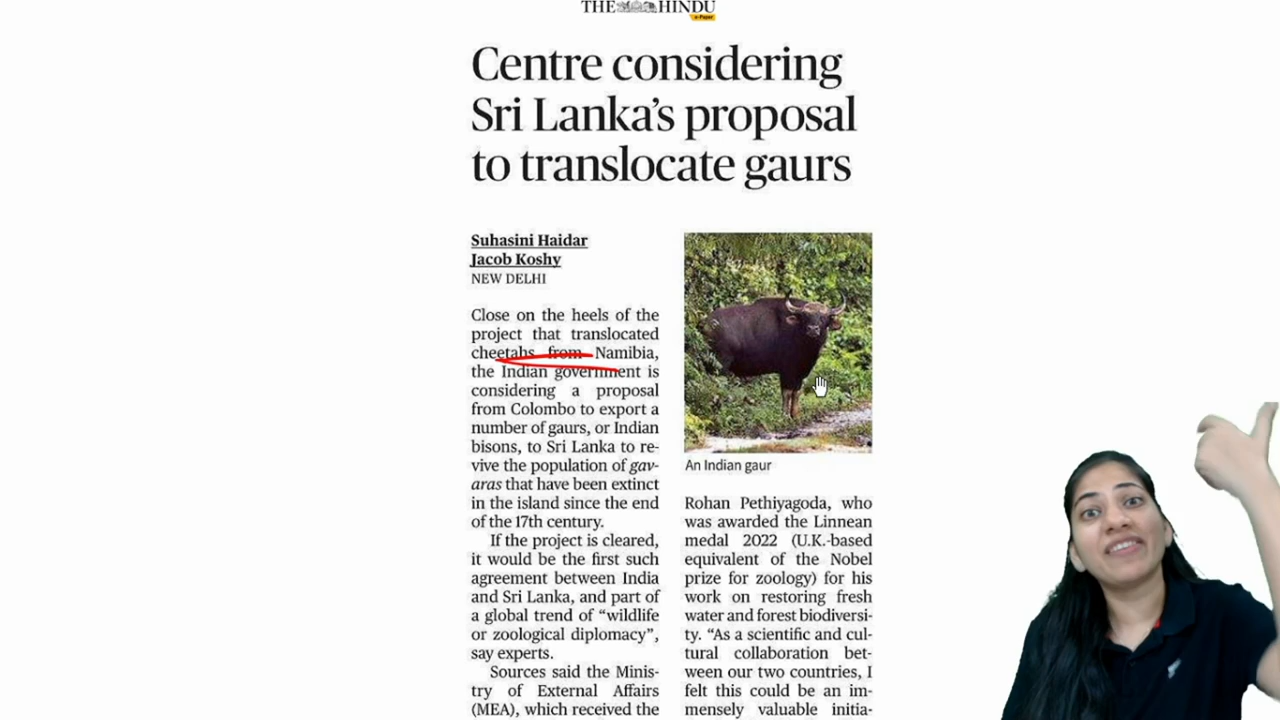 THE HINDU
e-Paper
Centre considering
Sri Lanka's proposal
to translocate gaurs
Suhasini Haidar
Jacob Koshy
NEW DELHI
Close on the heels of the
project that translocated
cheetahs from Namibia,
the Indian government is
considering a proposal
from Colombo to export a
number of gaurs, or Indian
bisons, to Sri Lanka to re-
vive the population of gav-
aras that have been extinct
in the island since the end
of the 17th century.
If the project is cleared,
it would be the first such
agreement between India
and Sri Lanka, and part of
a global trend of “wildlife
or zoological diplomacy”,
say experts.
Sources said the Minis-
try of External Affairs
(MEA), which received the
An Indian gaur
Rohan Pethiyagoda, who
was awarded the Linnean
medal 2022 (U.K.-based
equivalent of the Nobel
prize for zoology) for his
work on restoring fresh
water and forest biodiversi-
ty. “As a scientific and cul-
tural collaboration bet-
ween our two countries, I
felt this could be an im-
mensely valuable initia-